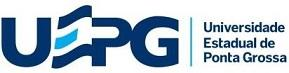 UEPG
Universidade
Estadual de
Ponta Grossa